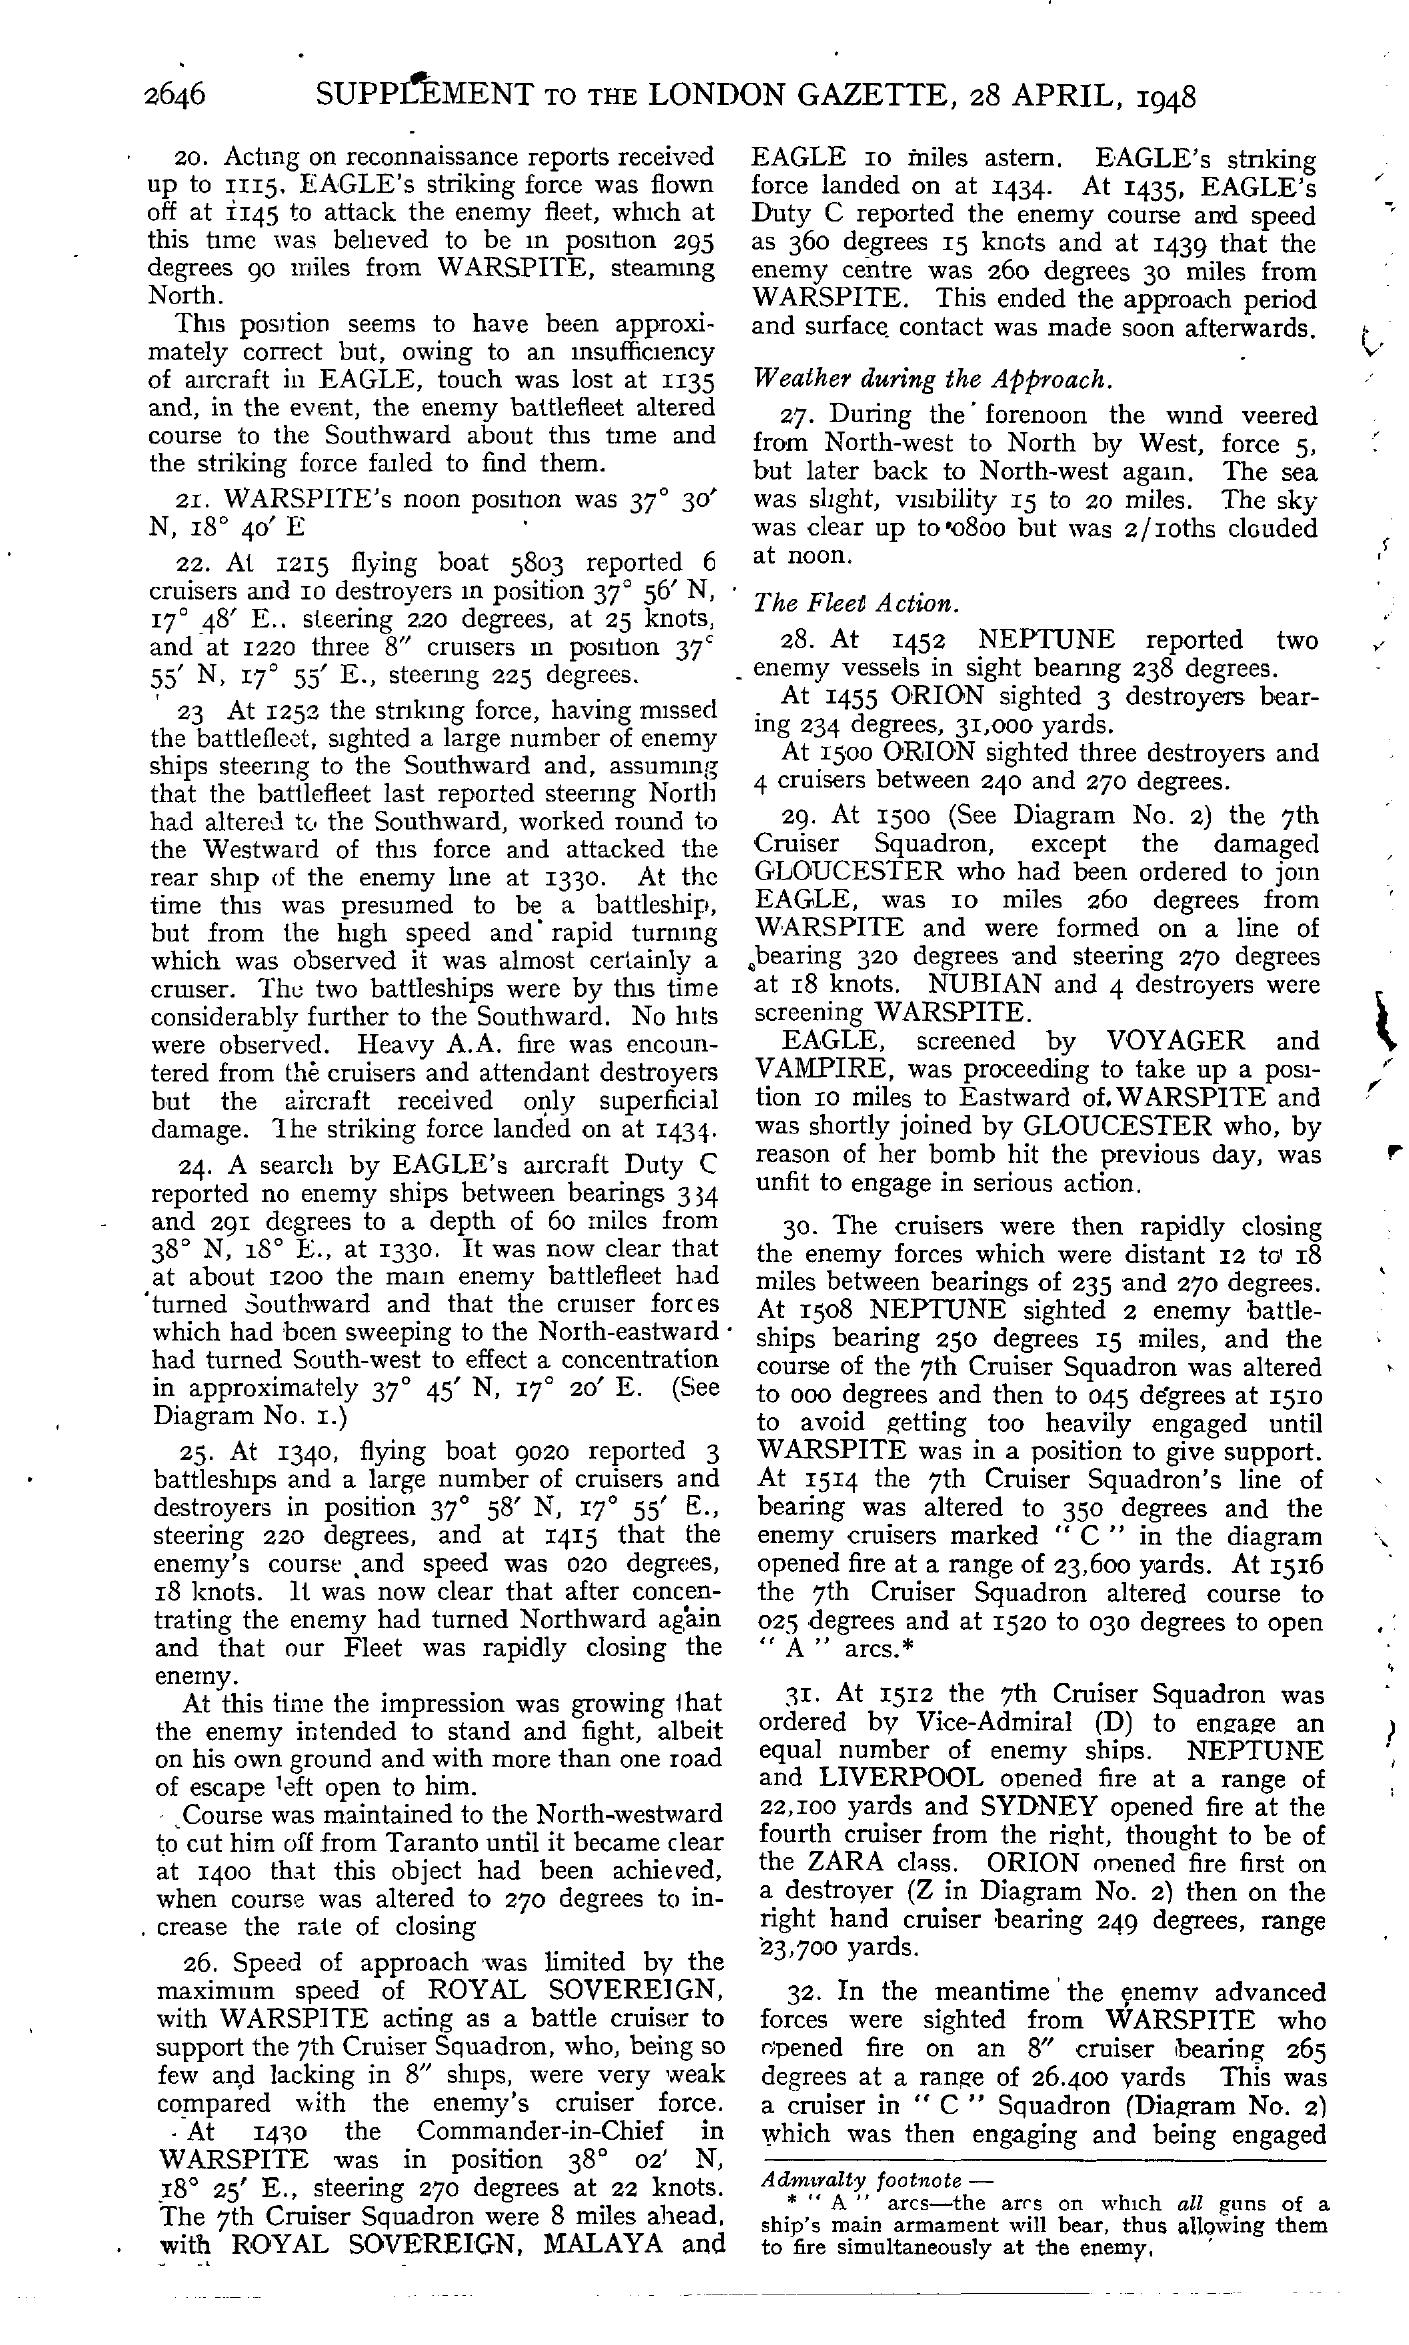 2646 SUPPLEMENT TO THE LONDON GAZETTE, 28 APRIL, 1948
20. Acting on reconnaissance reports received
up to 1115, EAGLE's striking force was flown
off at 1145 to attack the enemy fleet, which at
this time was believed to be in position 295
degrees 90 miles from WARSPITE, steaming
North.
This position seems to have been approxi-
mately correct but, owing to an insufficiency
of aircraft in EAGLE, touch was lost at 1135
and, in the event, the enemy battlefleet altered
course to the Southward about this time and
the striking force failed to find them.
21. WARSPITE's noon position was 37° 30′
N, 18° 40′ E
22. At 1215 flying boat 5803 reported 6
cruisers and 10 destroyers in position 37° 56′ N,
17° 48′ E., steering 220 degrees, at 25 knots,
and at 1220 three 8″ cruisers in position 37°
55′ N, 17° 55′ E., steering 225 degrees.
23 At 1252 the striking force, having missed
the battlefleet, sighted a large number of enemy
ships steering to the Southward and, assuming
that the battlefleet last reported steering North
had altered to the Southward, worked round to
the Westward of this force and attacked the
rear ship of the enemy line at 1330. At the
time this was presumed to be a battleship,
but from the high speed and rapid turning
which was observed it was almost certainly a
cruiser. The two battleships were by this time
considerably further to the Southward. No hits
were observed. Heavy A.A. fire was encoun-
tered from the cruisers and attendant destroyers
but the aircraft received only superficial
damage. The striking force landed on at 1434.
24. A search by EAGLE's aircraft Duty C
reported no enemy ships between bearings 334
and 291 degrees to a depth of 60 miles from
38° N, 18° E., at 1330. It was now clear that
at about 1200 the main enemy battlefleet had
turned Southward and that the cruiser forces
which had been sweeping to the North-eastward
had turned South-west to effect a concentration
in approximately 37° 45′ N, 17° 20′ E. (See
Diagram No. 1.)
25. At 1340, flying boat 9020 reported 3
battleships and a large number of cruisers and
destroyers in position 37° 58′ N, 17° 55′ E.,
steering 220 degrees, and at 1415 that the
enemy's course and speed was 020 degrees,
18 knots. It was now clear that after concen-
trating the enemy had turned Northward again
and that our Fleet was rapidly closing the
enemy.
At this time the impression was growing that
the enemy intended to stand and fight, albeit
on his own ground and with more than one road
of escape left open to him.
Course was maintained to the North-westward
to cut him off from Taranto until it became clear
at 1400 that this object had been achieved,
when course was altered to 270 degrees to in-
crease the rate of closing
26. Speed of approach was limited by the
maximum speed of ROYAL SOVEREIGN,
with WARSPITE acting as a battle cruiser to
support the 7th Cruiser Squadron, who, being so
few and lacking in 8″ ships, were very weak
compared with the enemy's cruiser force.
At 1430 the Commander-in-Chief in
WARSPITE was in position 38° 02′ N,
18° 25′ E., steering 270 degrees at 22 knots.
The 7th Cruiser Squadron were 8 miles ahead,
with ROYAL SOVEREIGN, MALAYA and
EAGLE 10 miles astern. EAGLE's striking
force landed on at 1434. At 1435, EAGLE's
Duty C reported the enemy course and speed
as 360 degrees 15 knots and at 1439 that the
enemy centre was 260 degrees 30 miles from
WARSPITE. This ended the approach period
and surface contact was made soon afterwards.
Weather during the Approach.
27. During the forenoon the wind veered
from North-west to North by West, force 5,
but later back to North-west again. The sea
was slight, visibility 15 to 20 miles. The sky
was clear up to 0800 but was 2/10ths clouded
at noon.
The Fleet Action.
28. At 1452 NEPTUNE reported two
enemy vessels in sight bearing 238 degrees.
At 1455 ORION sighted 3 destroyers bear-
ing 234 degrees, 31,000 yards.
At 1500 ORION sighted three destroyers and
4 cruisers between 240 and 270 degrees.
29. At 1500 (See Diagram No. 2) the 7th
Cruiser Squadron, except the damaged
GLOUCESTER who had been ordered to join
EAGLE, was 10 miles 260 degrees from
WARSPITE and were formed on a line of
bearing 320 degrees and steering 270 degrees
at 18 knots. NUBIAN and 4 destroyers were
screening WARSPITE.
EAGLE, screened by VOYAGER and
VAMPIRE, was proceeding to take up a posi-
tion 10 miles to Eastward of WARSPITE and
was shortly joined by GLOUCESTER who, by
reason of her bomb hit the previous day, was
unfit to engage in serious action.
30. The cruisers were then rapidly closing
the enemy forces which were distant 12 to 18
miles between bearings of 235 and 270 degrees.
At 1508 NEPTUNE sighted 2 enemy battle-
ships bearing 250 degrees 15 miles, and the
course of the 7th Cruiser Squadron was altered
to 000 degrees and then to 045 degrees at 1510
to avoid getting too heavily engaged until
WARSPITE was in a position to give support.
At 1514 the 7th Cruiser Squadron's line of
bearing was altered to 350 degrees and the
enemy cruisers marked " C " in the diagram
opened fire at a range of 23,600 yards. At 1516
the 7th Cruiser Squadron altered course to
025 degrees and at 1520 to 030 degrees to open
" A " arcs.*
31. At 1512 the 7th Cruiser Squadron was
ordered by Vice-Admiral (D) to engage an
equal number of enemy ships. NEPTUNE
and LIVERPOOL opened fire at a range of
22,100 yards and SYDNEY opened fire at the
fourth cruiser from the right, thought to be of
the ZARA class. ORION opened fire first on
a destroyer (Z in Diagram No. 2) then on the
right hand cruiser bearing 249 degrees, range
23,700 yards.
32. In the meantime the enemy advanced
forces were sighted from WARSPITE who
opened fire on an 8″ cruiser bearing 265
degrees at a range of 26.400 yards This was
a cruiser in " C " Squadron (Diagram No. 2)
which was then engaging and being engaged
Admiralty footnote —
* " A " arcs—the arcs on which all guns of a
ship's main armament will bear, thus allowing them
to fire simultaneously at the enemy.